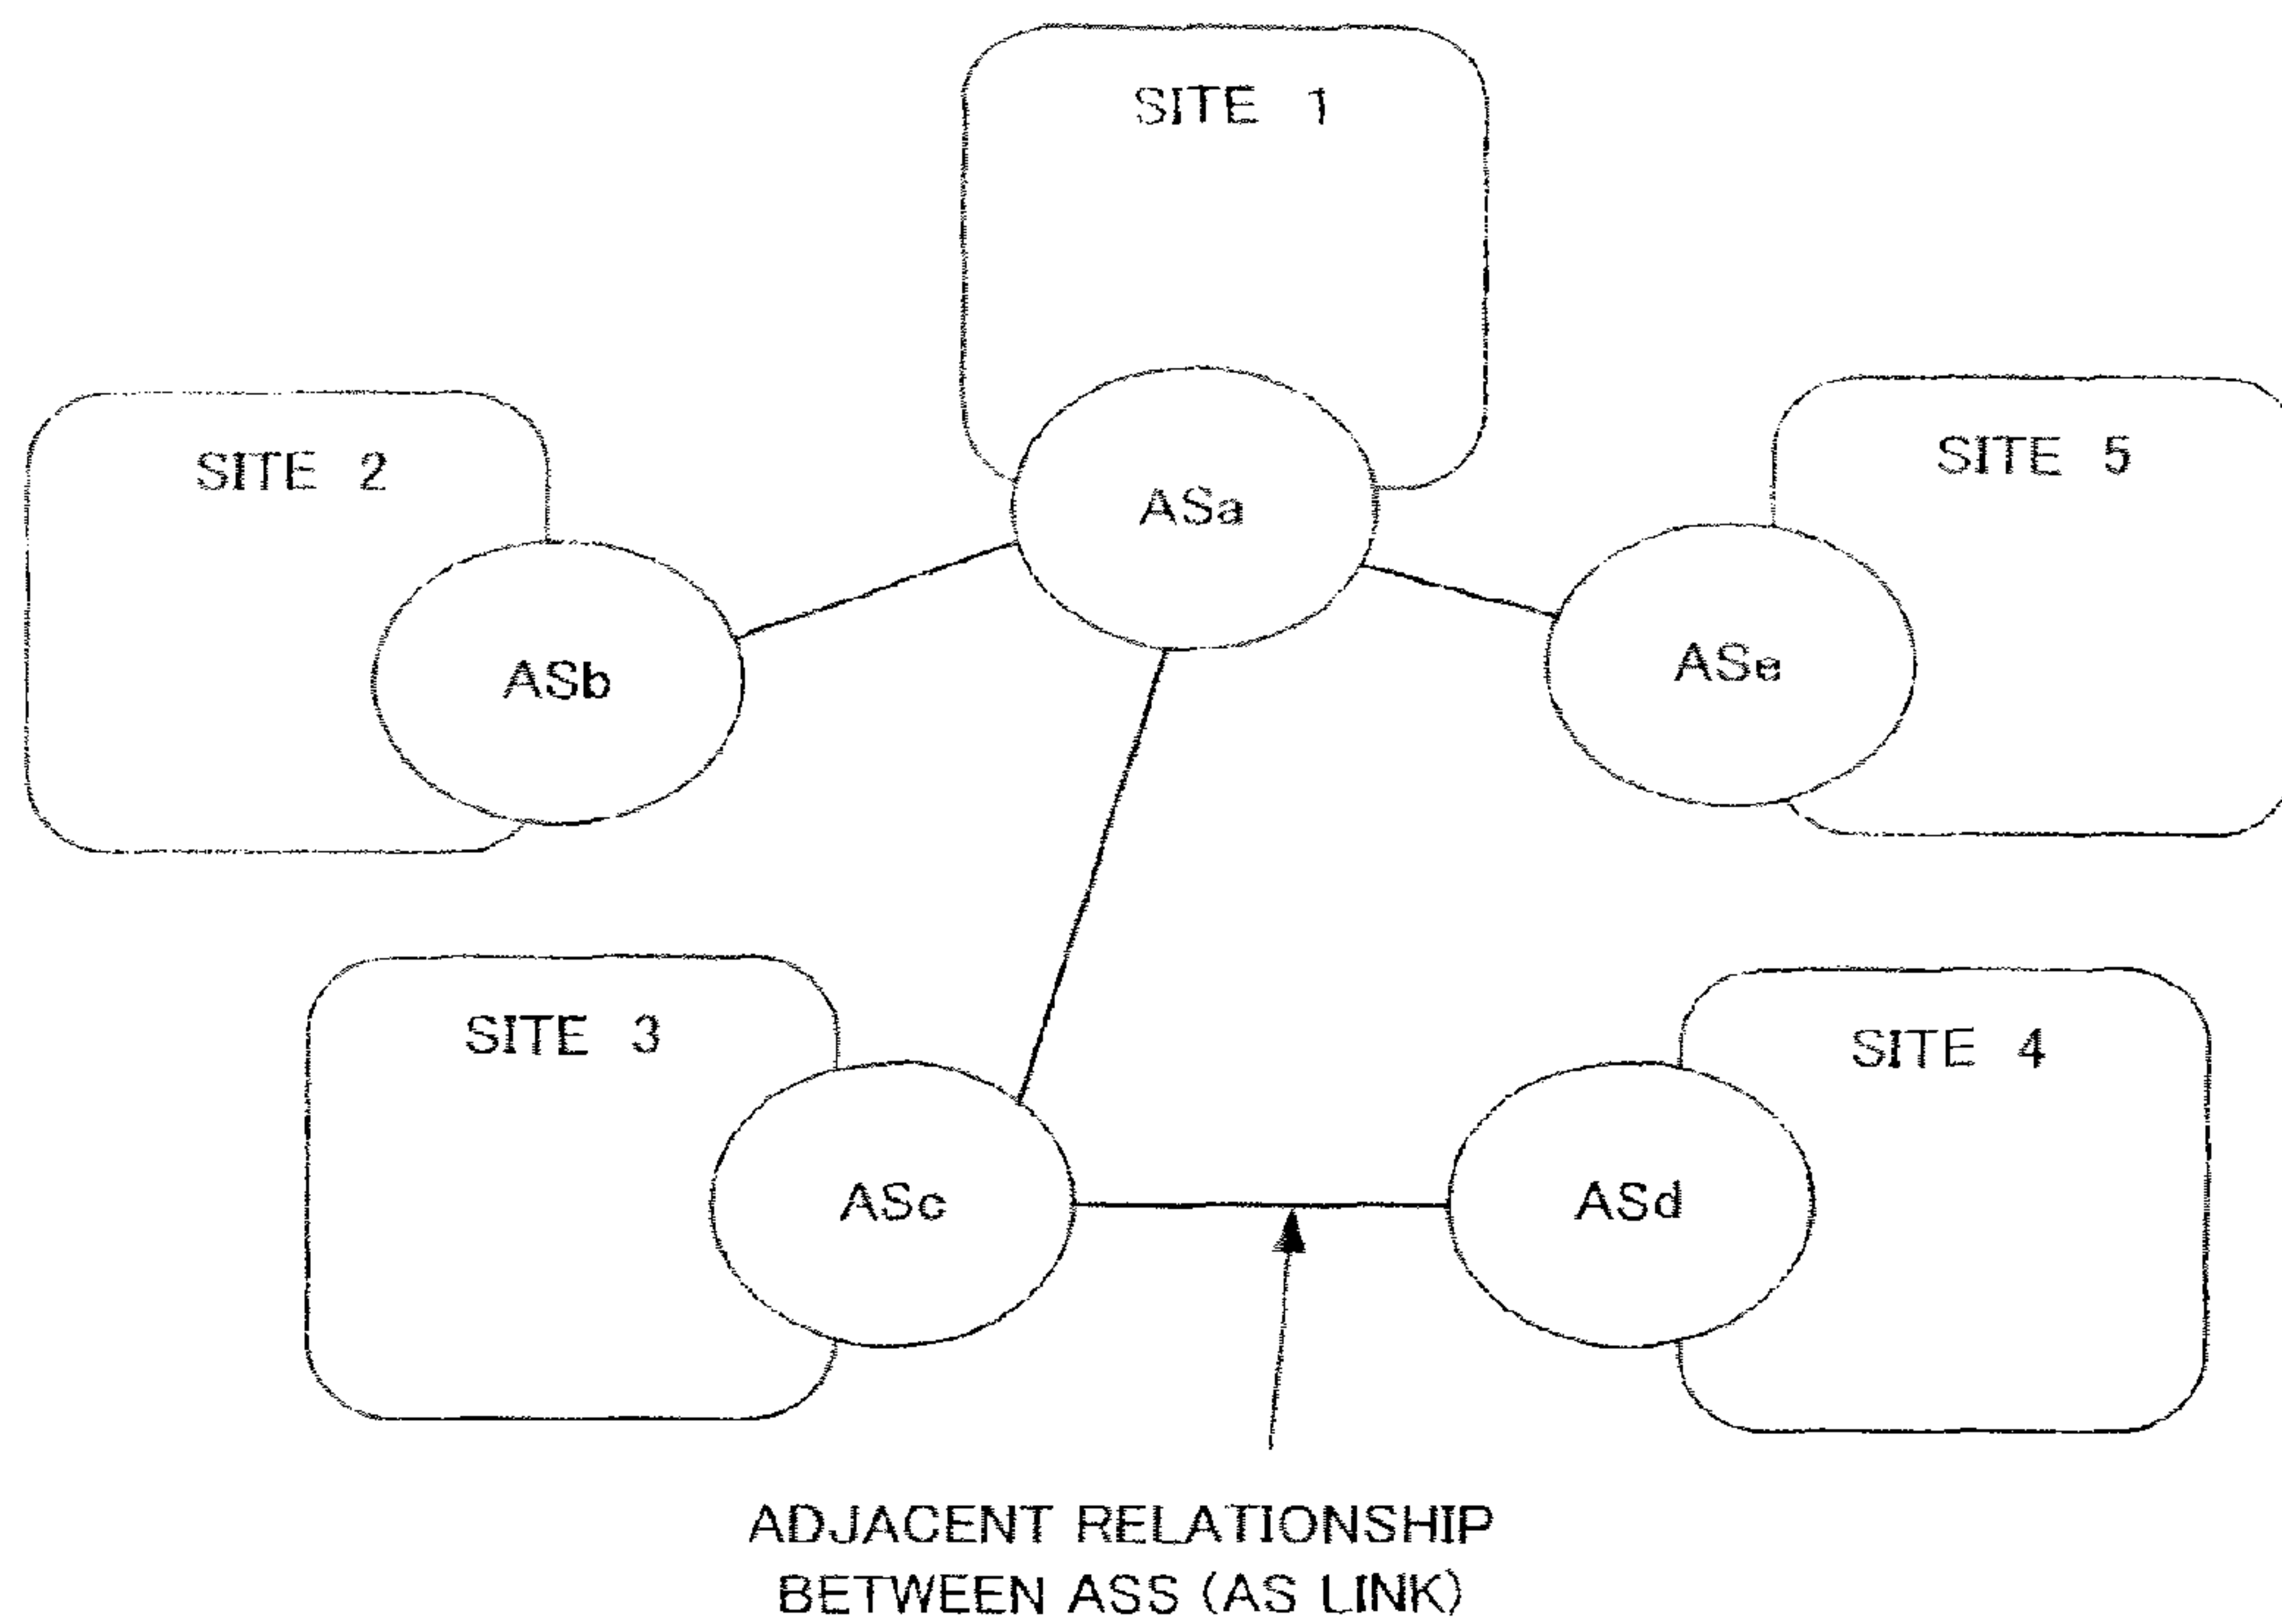 SITE 1
SITE 2
SITE 5
ASa
ASb
ASe
SITE 3
SITE 4
ASc
ASd
ADJACENT RELATIONSHIP
BETWEEN ASS (AS LINK)